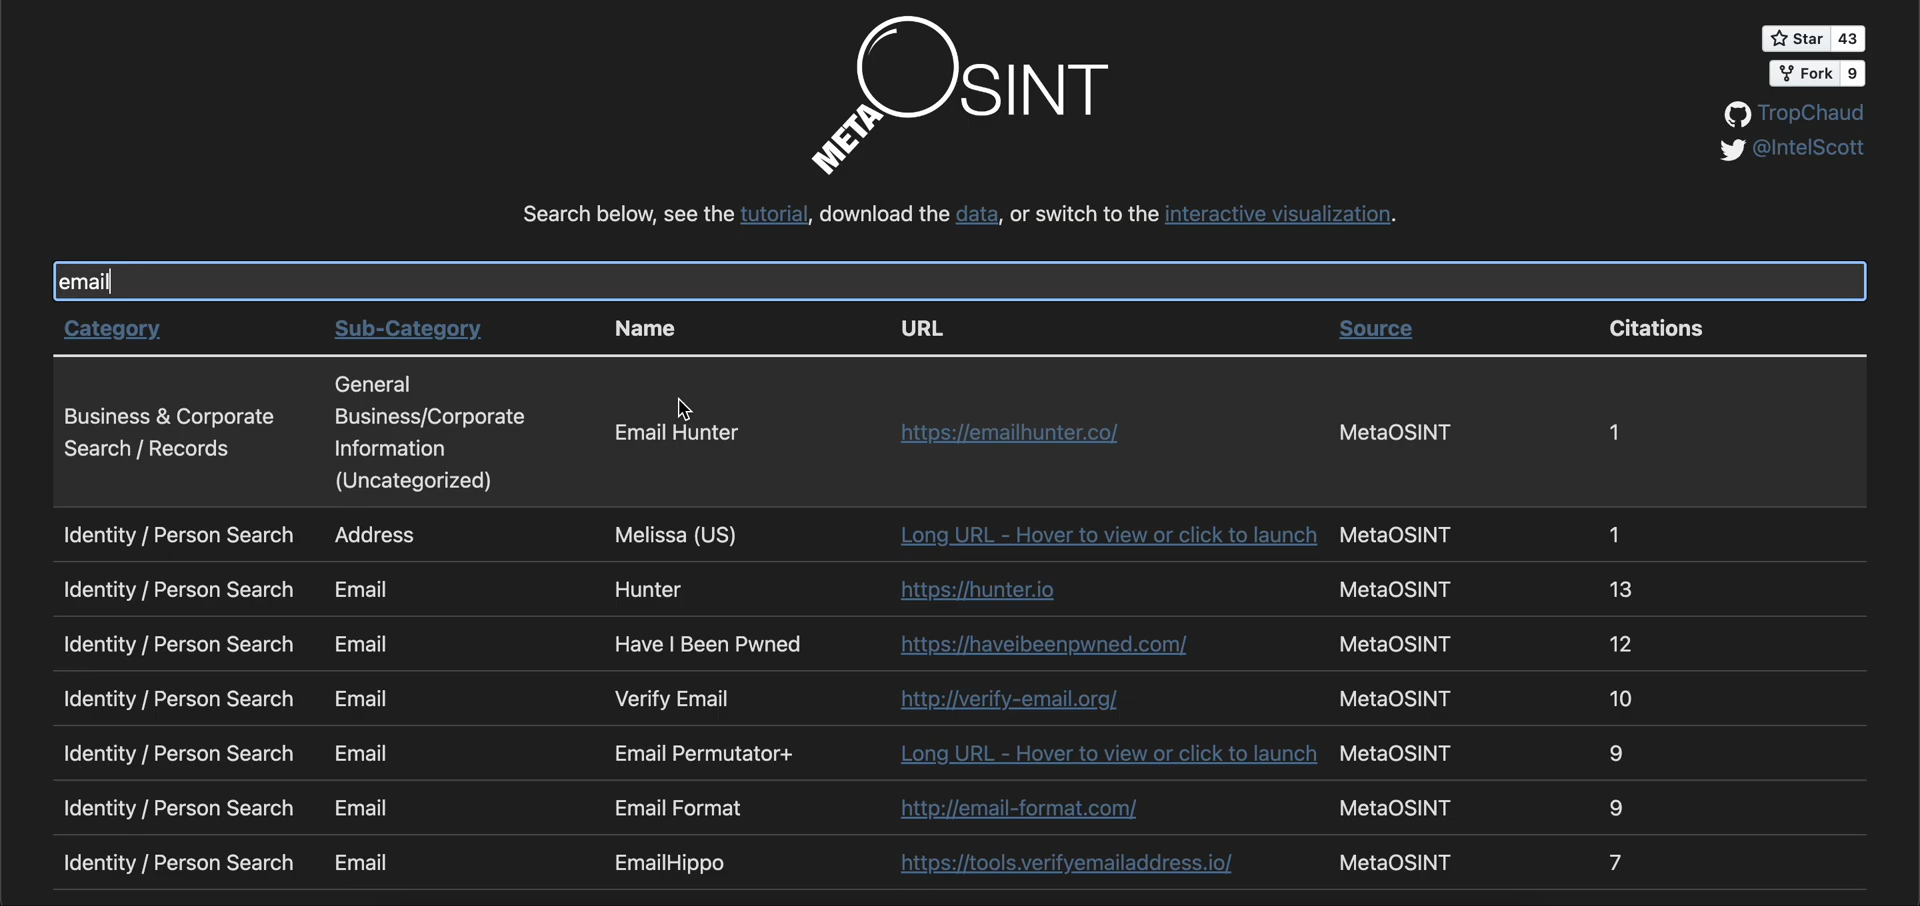 META OSINT
Star 43
Fork 9
TropChaud
@IntelScott
Search below, see the tutorial, download the data, or switch to the interactive visualization.
email
Category Sub-Category Name URL Source Citations
General
Business & Corporate Business/Corporate
Search / Records Information
(Uncategorized)
Email Hunter https://emailhunter.co/ MetaOSINT 1
Identity / Person Search Address Melissa (US) Long URL - Hover to view or click to launch MetaOSINT 1
Identity / Person Search Email Hunter https://hunter.io MetaOSINT 13
Identity / Person Search Email Have I Been Pwned https://haveibeenpwned.com/ MetaOSINT 12
Identity / Person Search Email Verify Email http://verify-email.org/ MetaOSINT 10
Identity / Person Search Email Email Permutator+ Long URL - Hover to view or click to launch MetaOSINT 9
Identity / Person Search Email Email Format http://email-format.com/ MetaOSINT 9
Identity / Person Search Email EmailHippo https://tools.verifyemailaddress.io/ MetaOSINT 7